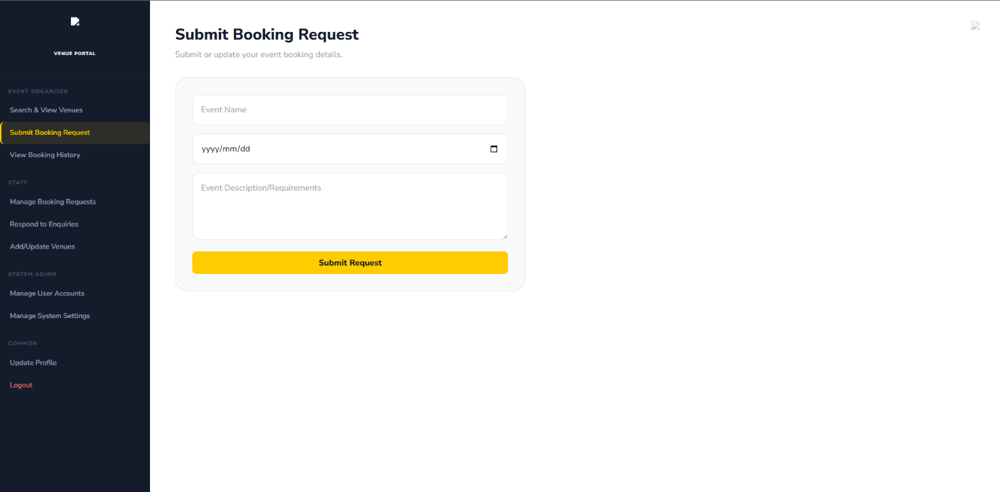 VENUE PORTAL
EVENT ORGANIZER
Search & View Venues
Submit Booking Request
View Booking History
STAFF
Manage Booking Requests
Respond to Enquiries
Add/Update Venues
SYSTEM ADMIN
Manage User Accounts
Manage System Settings
COMMON
Update Profile
Logout
Submit Booking Request
Submit or update your event booking details.
Event Name
yyyy/mm/dd
Event Description/Requirements
Submit Request